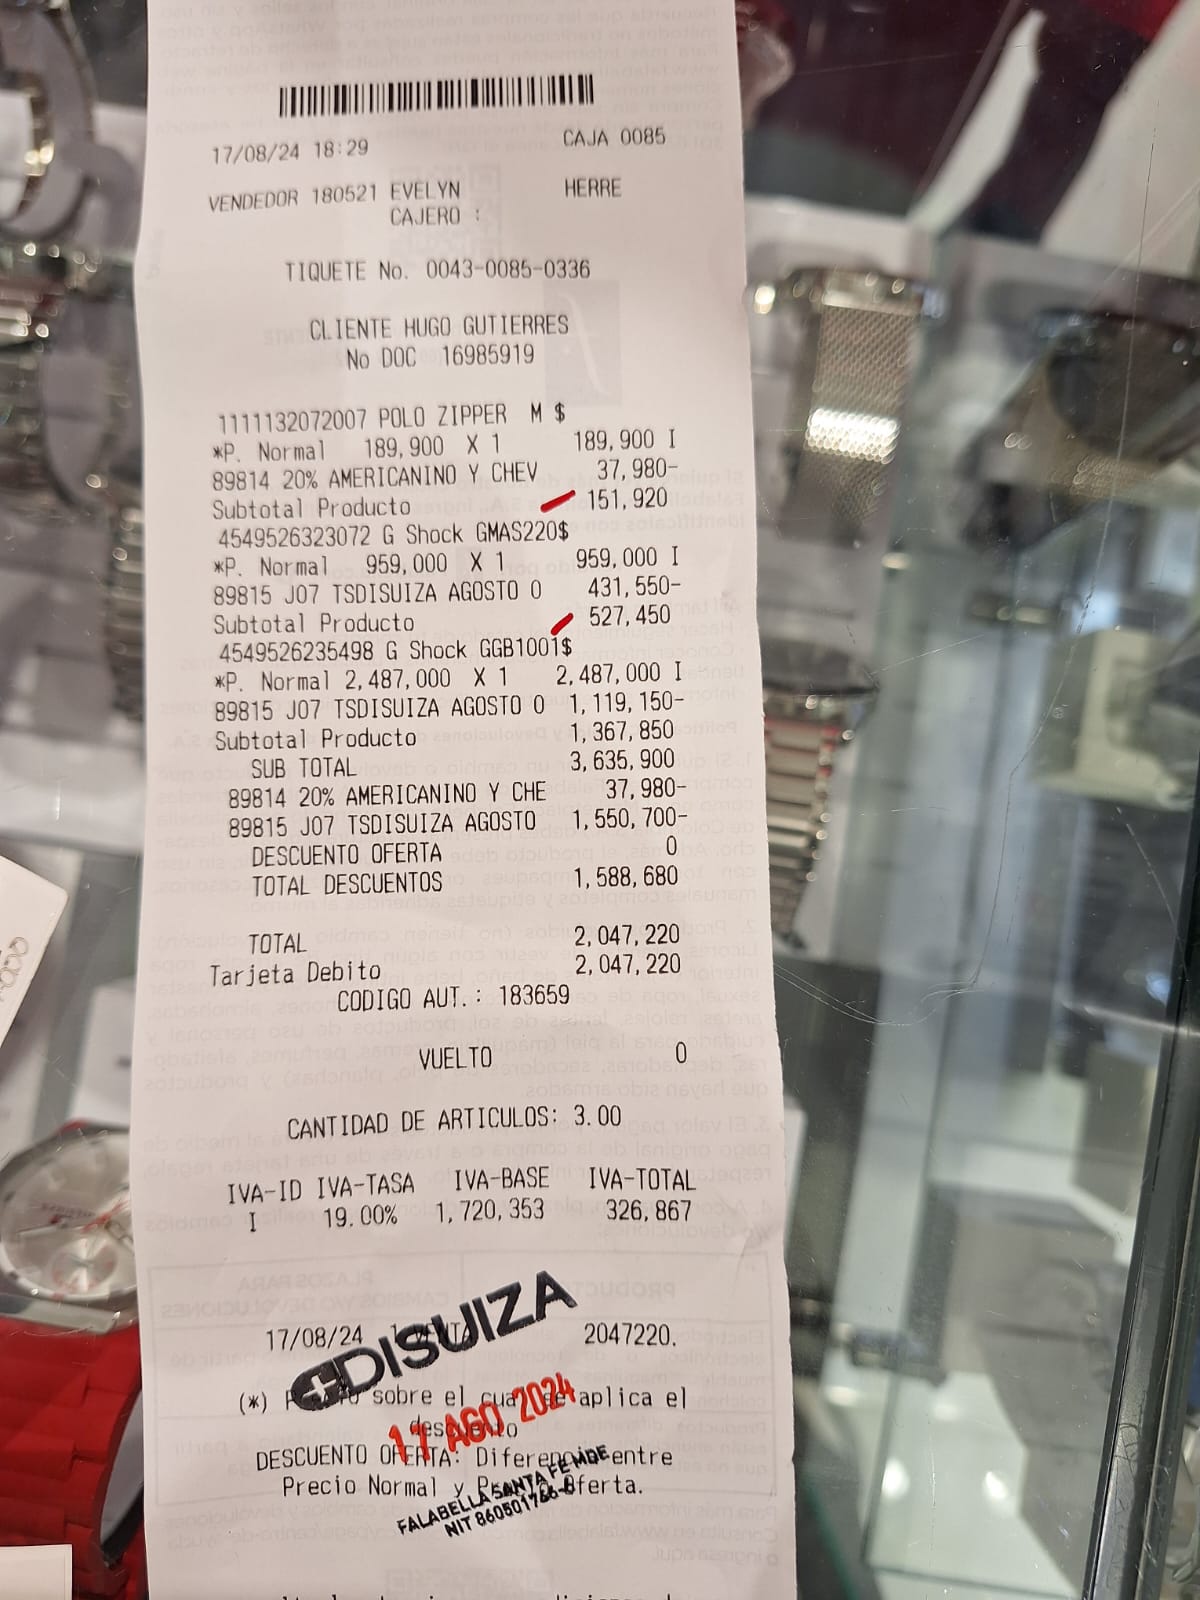 17/08/24 18:29 CAJA 0085
VENDEDOR 180521 EVELYN HERRE
CAJERO :
TIQUETE No. 0043-0085-0336
CLIENTE HUGO GUTIERRES
No DOC 16985919
1111132072007 POLO ZIPPER M $
*P. Normal 189,900 X 1 189,900 I
89814 20% AMERICANINO Y CHEV 37,980-
Subtotal Producto 151,920
4549526323072 G Shock GMAS220$
*P. Normal 959,000 X 1 959,000 I
89815 J07 TSDISUIZA AGOSTO O 431,550-
Subtotal Producto 527,450
4549526235498 G Shock GGB1001$
*P. Normal 2,487,000 X 1 2,487,000 I
89815 J07 TSDISUIZA AGOSTO O 1,119,150-
Subtotal Producto 1,367,850
SUB TOTAL 3,635,900
89814 20% AMERICANINO Y CHE 37,980-
89815 J07 TSDISUIZA AGOSTO 1,550,700-
DESCUENTO OFERTA 0
TOTAL DESCUENTOS 1,588,680
TOTAL 2,047,220
Tarjeta Debito 2,047,220
CODIGO AUT.: 183659
VUELTO 0
CANTIDAD DE ARTICULOS: 3.00
IVA-ID IVA-TASA IVA-BASE IVA-TOTAL
I 19.00% 1,720,353 326,867
DISUIZA
17/08/24 2047220.
(*) sobre el cual se aplica el
descuento
17 AGO 2024
DESCUENTO OFERTA: Diferencia entre
Precio Normal y Precio Oferta.
FALABELLA SANTA FE MDE
NIT 860501766-8